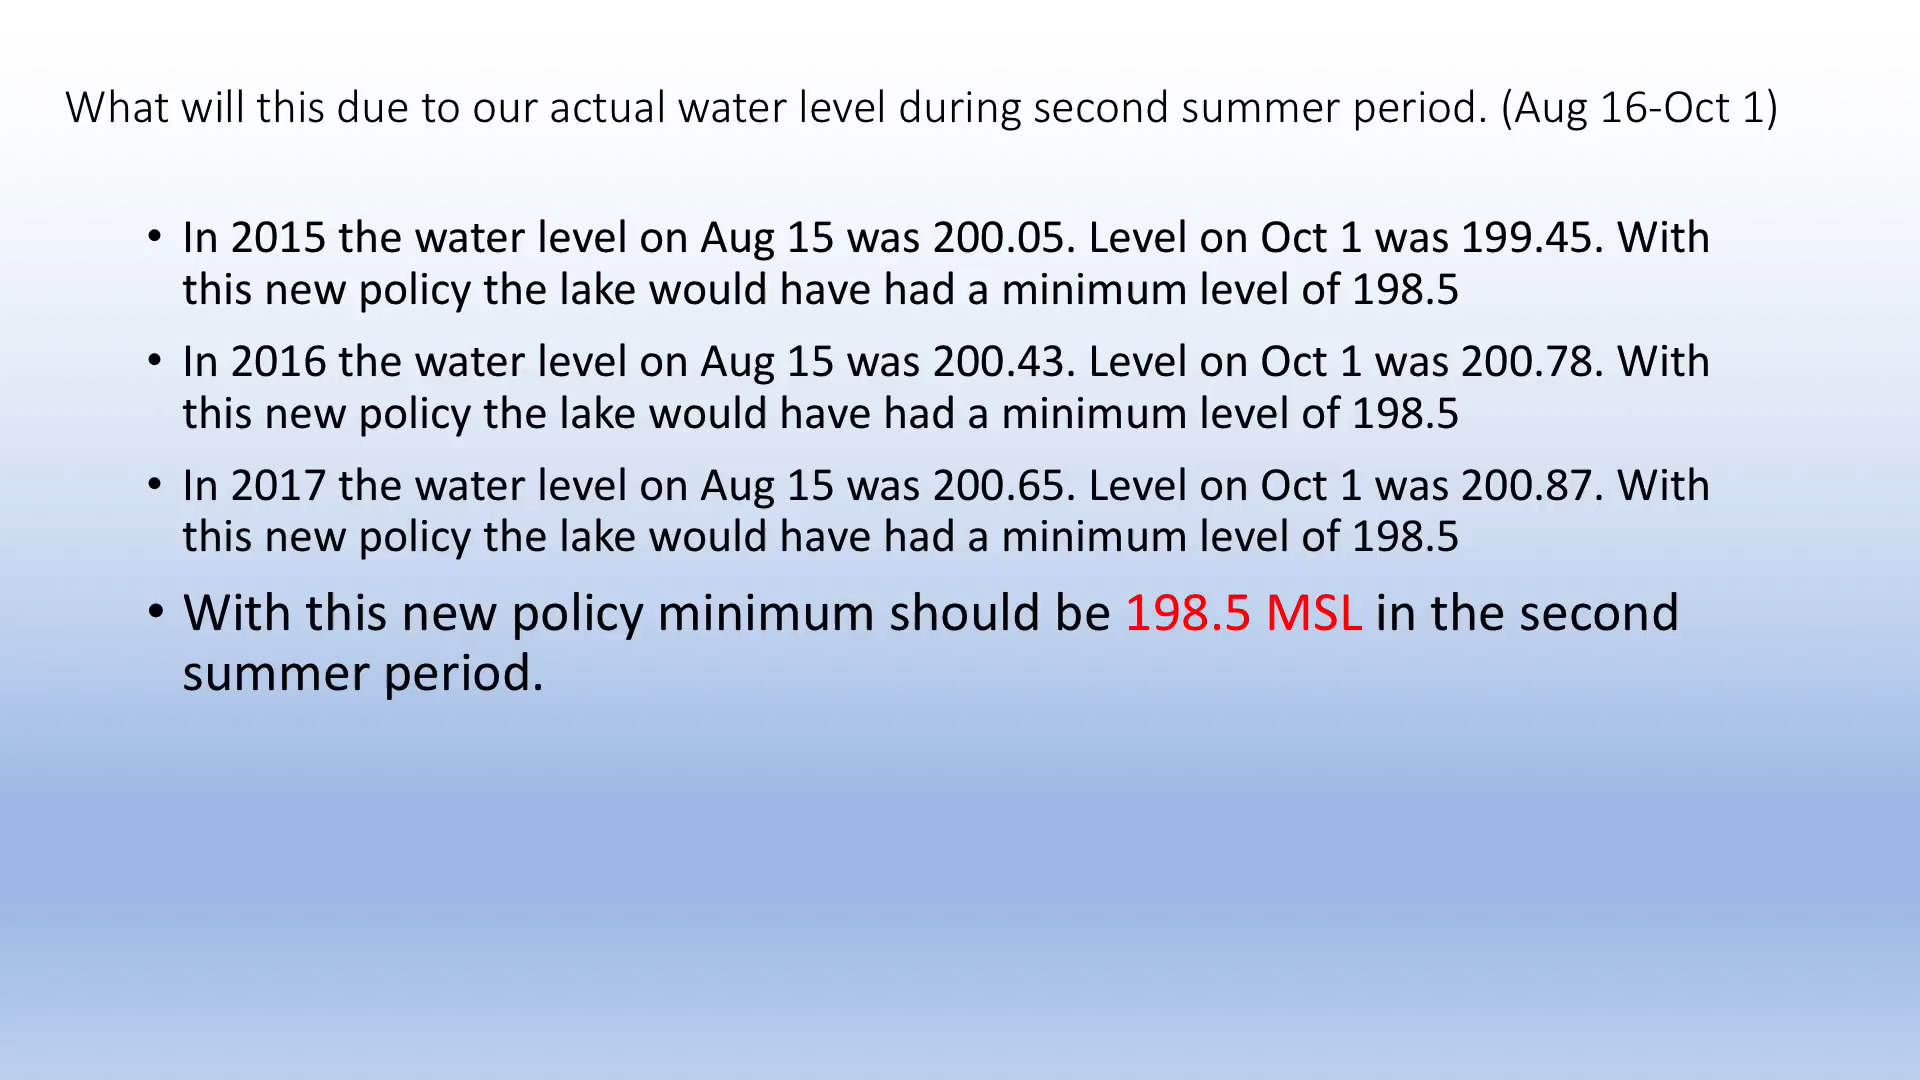 What will this due to our actual water level during second summer period. (Aug 16-Oct 1)
• In 2015 the water level on Aug 15 was 200.05. Level on Oct 1 was 199.45. With
this new policy the lake would have had a minimum level of 198.5
• In 2016 the water level on Aug 15 was 200.43. Level on Oct 1 was 200.78. With
this new policy the lake would have had a minimum level of 198.5
• In 2017 the water level on Aug 15 was 200.65. Level on Oct 1 was 200.87. With
this new policy the lake would have had a minimum level of 198.5
• With this new policy minimum should be 198.5 MSL in the second
summer period.